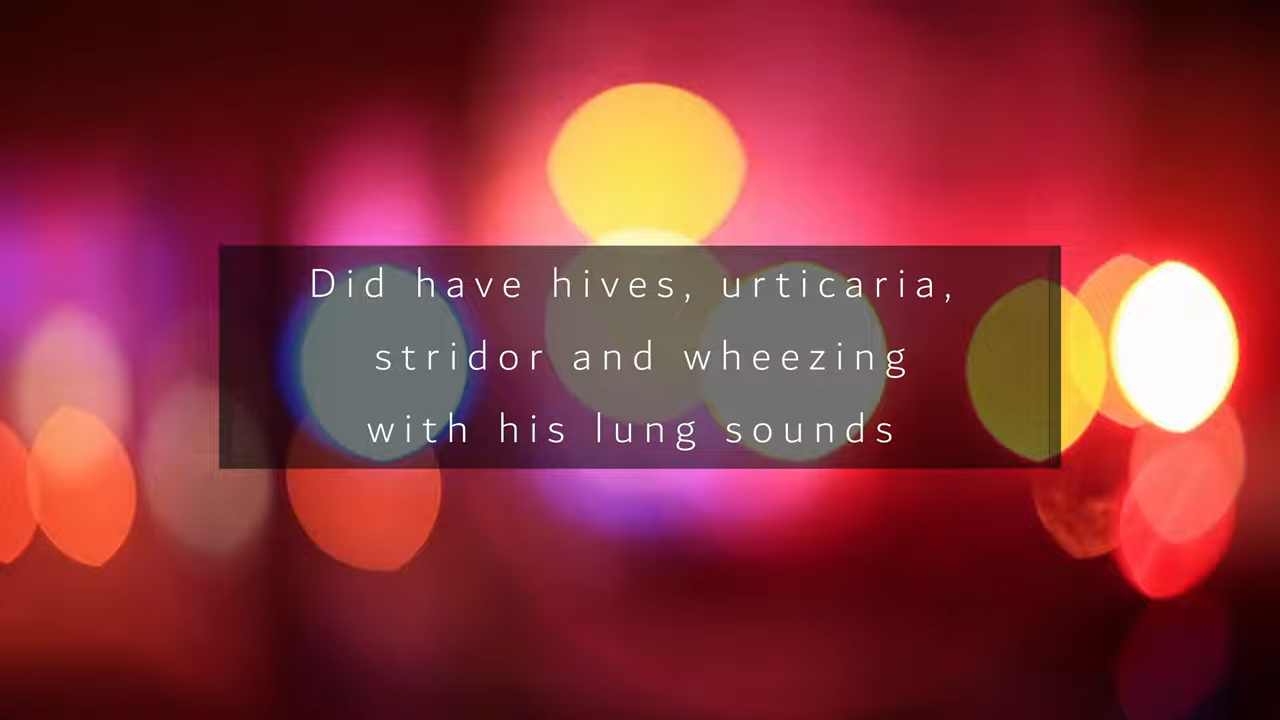 Did have hives, urticaria,
stridor and wheezing
with his lung sounds